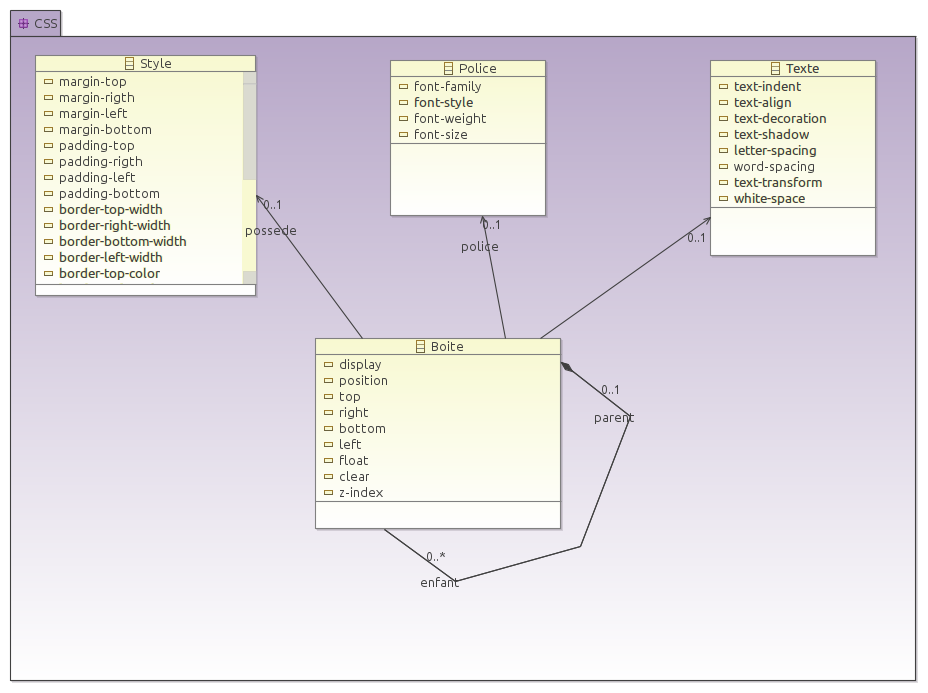 CSS
Style
margin-top
margin-rigth
margin-left
margin-bottom
padding-top
padding-rigth
padding-left
padding-bottom
border-top-width
border-right-width
border-bottom-width
border-left-width
border-top-color
Police
font-family
font-style
font-weight
font-size
Texte
text-indent
text-align
text-decoration
text-shadow
letter-spacing
word-spacing
text-transform
white-space
0..1
possede
0..1
police
0..1
Boite
display
position
top
right
bottom
left
float
clear
z-index
0..1
parent
0..*
enfant